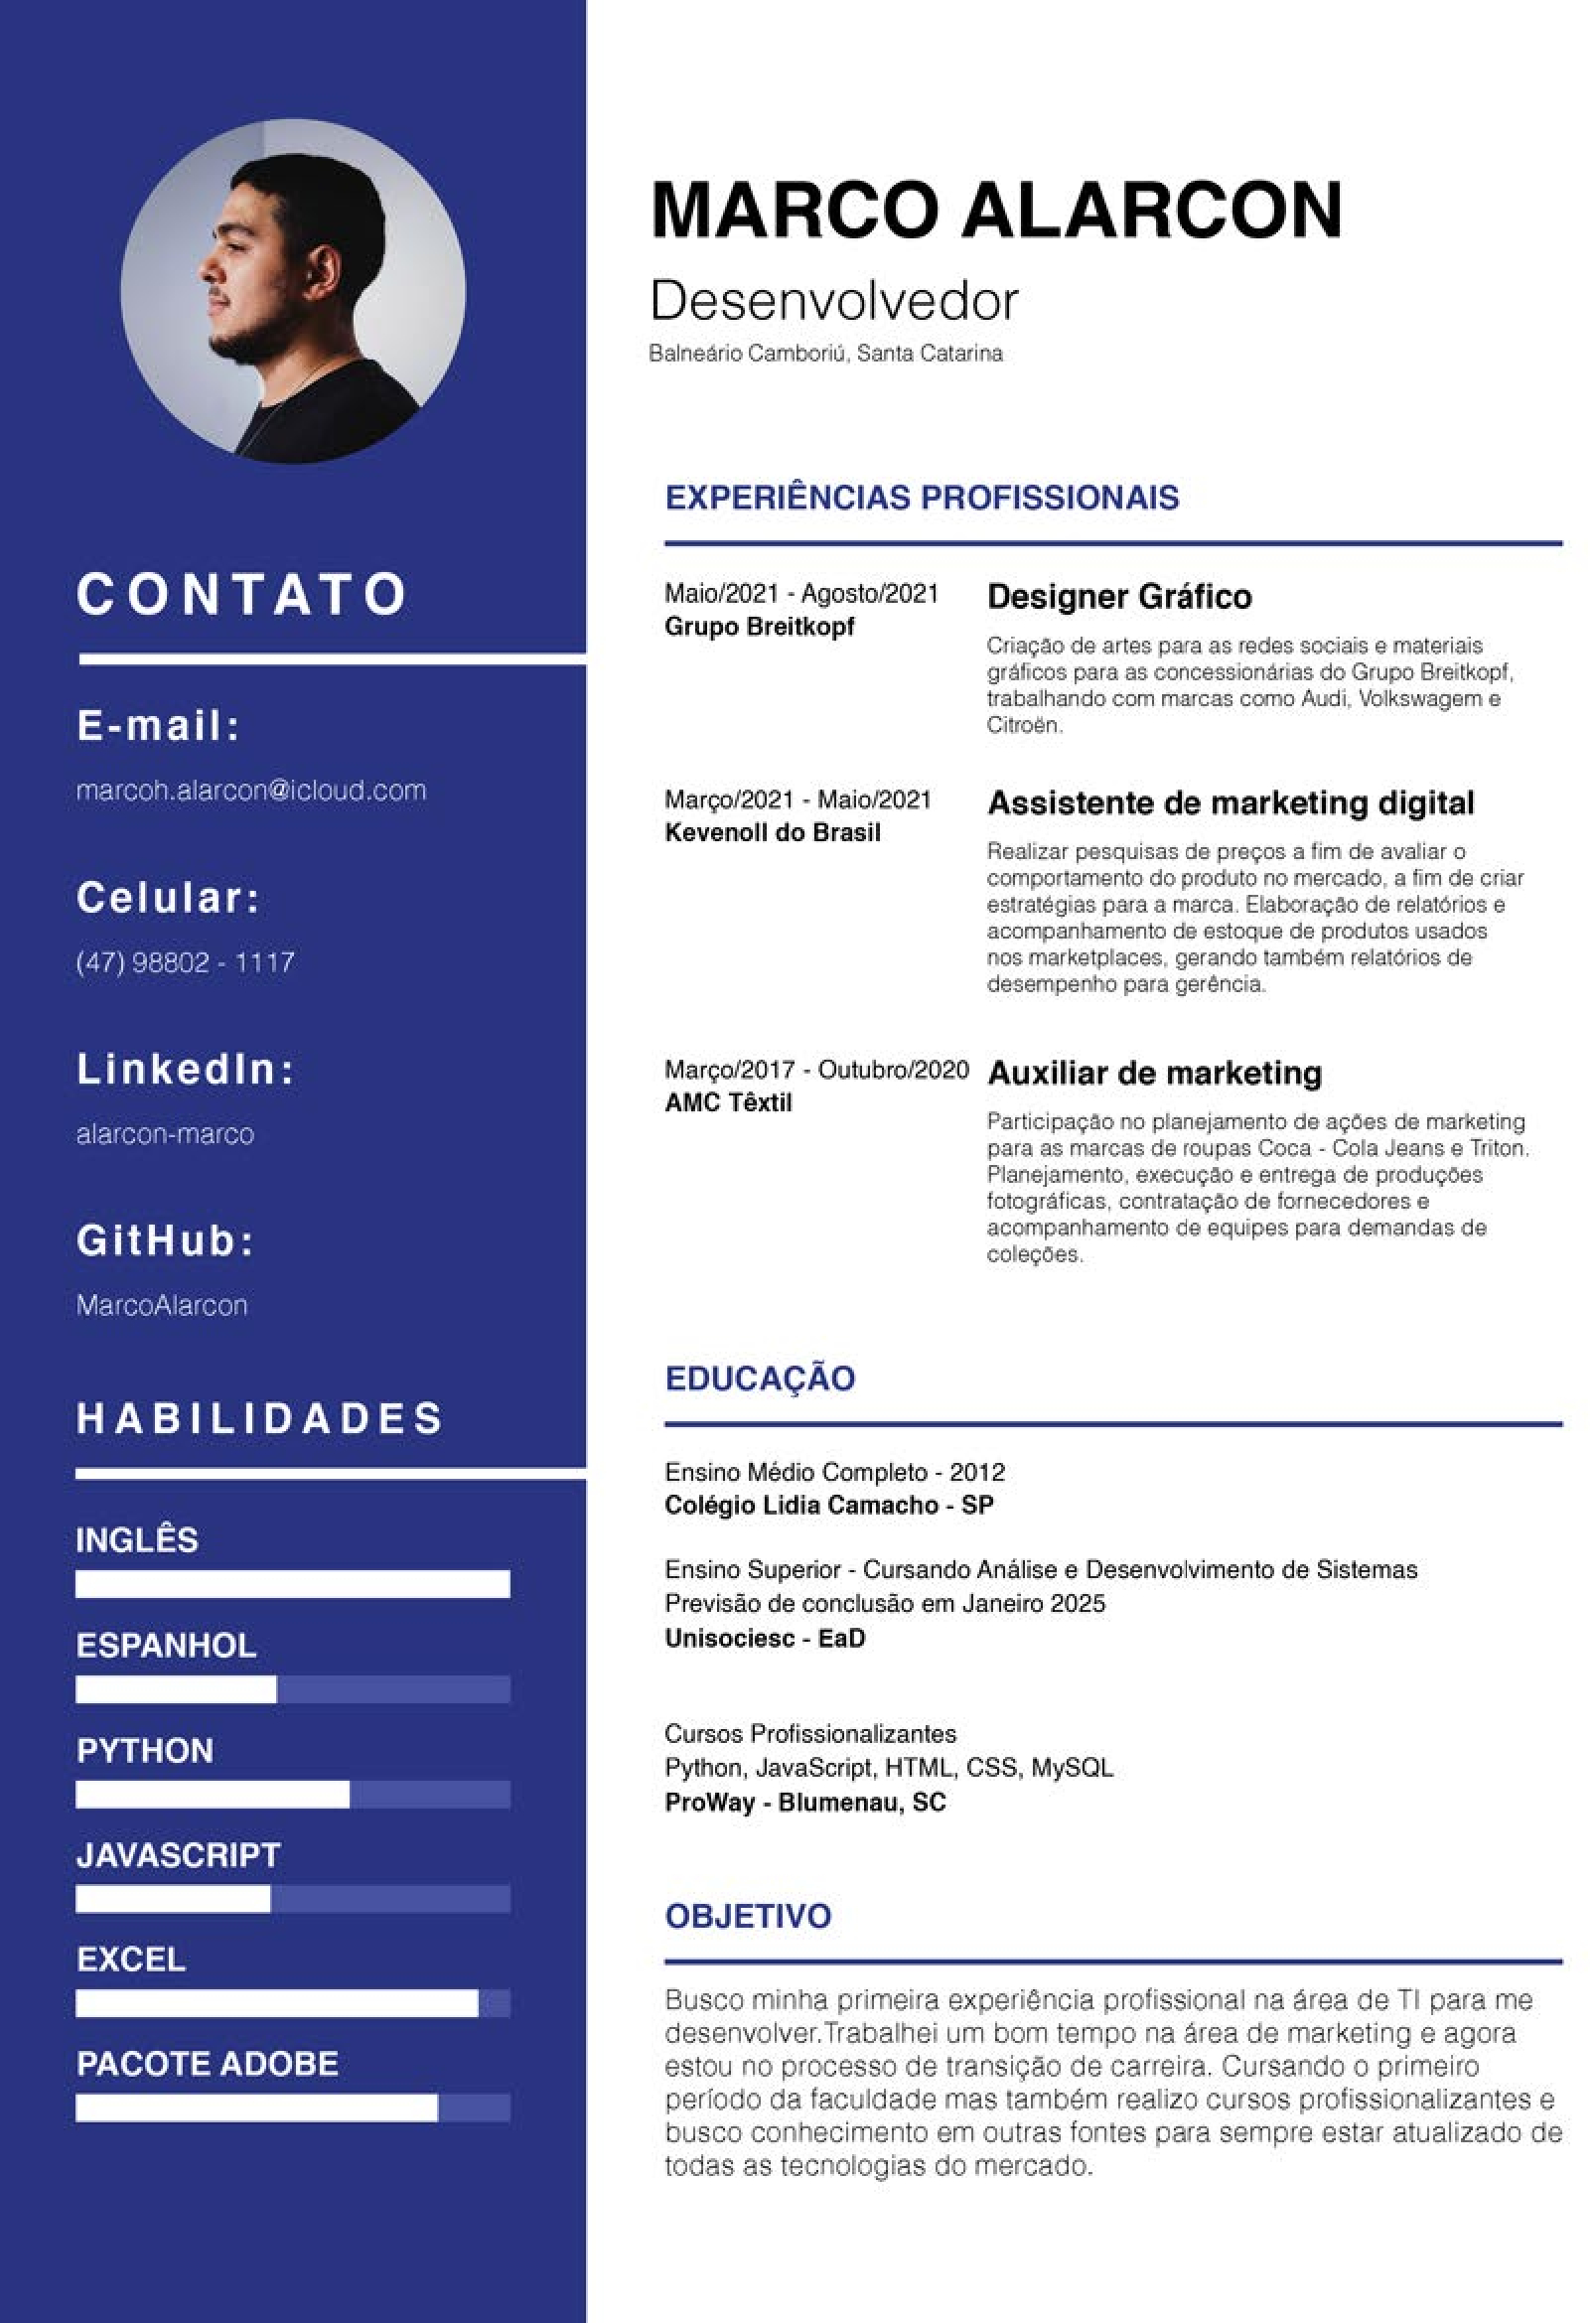 MARCO ALARCON
Desenvolvedor
Balneário Camboriú, Santa Catarina
CONTATO
E-mail:
marcoh.alarcon@icloud.com
Celular:
(47) 98802 - 1117
LinkedIn:
alarcon-marco
GitHub:
MarcoAlarcon
HABILIDADES
INGLÊS
ESPANHOL
PYTHON
JAVASCRIPT
EXCEL
PACOTE ADOBE
EXPERIÊNCIAS PROFISSIONAIS
Maio/2021 - Agosto/2021
Grupo Breitkopf
Designer Gráfico
Criação de artes para as redes sociais e materiais
gráficos para as concessionárias do Grupo Breitkopf,
trabalhando com marcas como Audi, Volkswagem e
Citroën.
Março/2021 - Maio/2021
Kevenoll do Brasil
Assistente de marketing digital
Realizar pesquisas de preços a fim de avaliar o
comportamento do produto no mercado, a fim de criar
estratégias para a marca. Elaboração de relatórios e
acompanhamento de estoque de produtos usados
nos marketplaces, gerando também relatórios de
desempenho para gerência.
Março/2017 - Outubro/2020
AMC Têxtil
Auxiliar de marketing
Participação no planejamento de ações de marketing
para as marcas de roupas Coca - Cola Jeans e Triton.
Planejamento, execução e entrega de produções
fotográficas, contratação de fornecedores e
acompanhamento de equipes para demandas de
coleções.
EDUCAÇÃO
Ensino Médio Completo - 2012
Colégio Lidia Camacho - SP
Ensino Superior - Cursando Análise e Desenvolvimento de Sistemas
Previsão de conclusão em Janeiro 2025
Unisociesc - EaD
Cursos Profissionalizantes
Python, JavaScript, HTML, CSS, MySQL
ProWay - Blumenau, SC
OBJETIVO
Busco minha primeira experiência profissional na área de TI para me
desenvolver.Trabalhei um bom tempo na área de marketing e agora
estou no processo de transição de carreira. Cursando o primeiro
período da faculdade mas também realizo cursos profissionalizantes e
busco conhecimento em outras fontes para sempre estar atualizado de
todas as tecnologias do mercado.